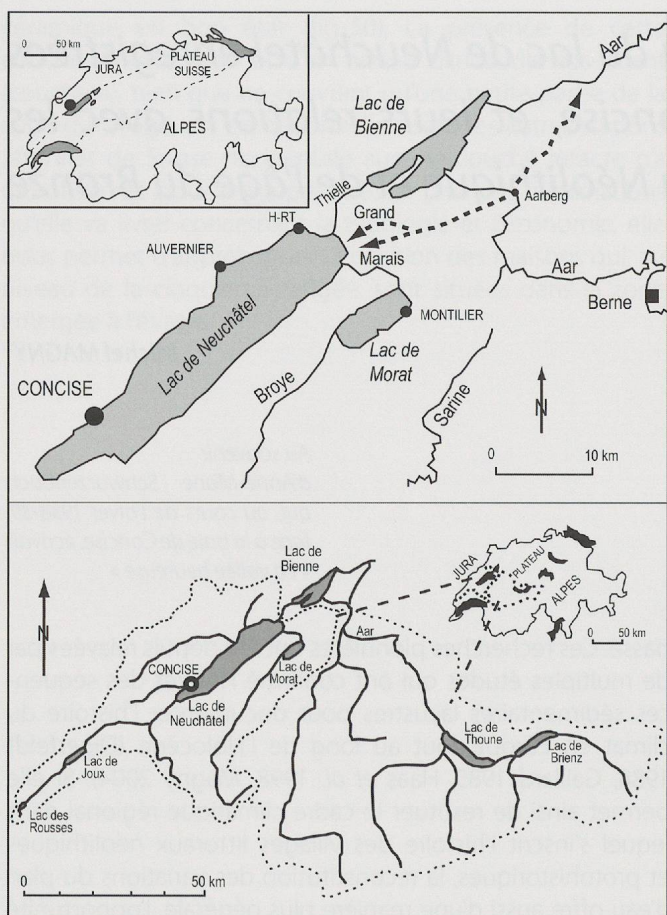 0 50 km
JURA
PLATEAU
SUISSE
C
ALPES
Aar
Lac de
Bienne
Thielle
Aarberg
H-RT
Grand
Marais
AUVERNIER
Aar
Berne
Lac de Neuchâtel
MONTILIER
CONCISE
Lac de
Morat
Broye
Sarine
N
0 10 km
Lac de
Bienne
JURA
PLATEAU
ALPES
N
0 50 km
Aar
CONCISE
Lac de
Morat
Lac de
Neuchâtel
Lac de
Joux
Lac de
Thoune
Lac de
Brienz
Lac des
Rousses
0 50 km